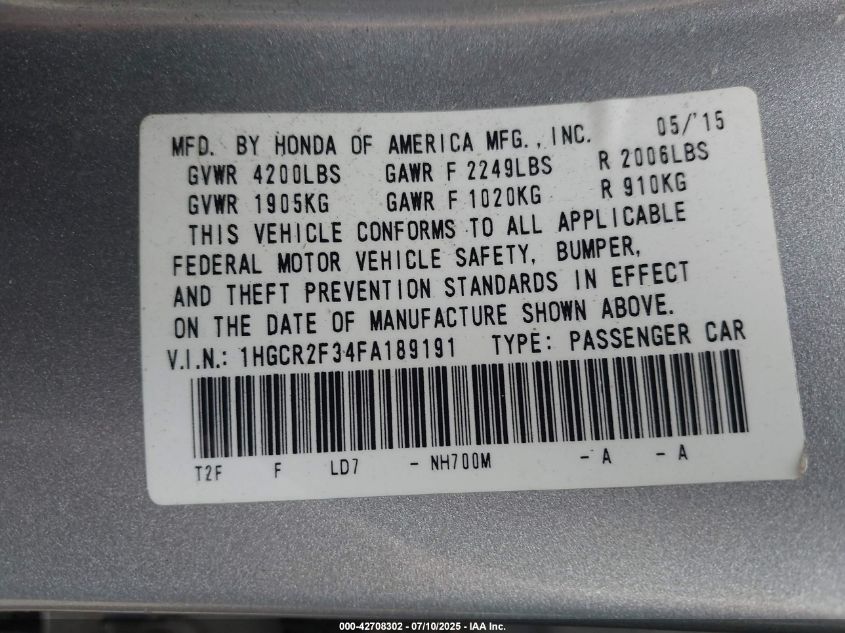 MFD. BY HONDA OF AMERICA MFG., INC. 05/'15
GVWR 4200LBS GAWR F 2249LBS R 2006LBS
GVWR 1905KG GAWR F 1020KG R 910KG
THIS VEHICLE CONFORMS TO ALL APPLICABLE
FEDERAL MOTOR VEHICLE SAFETY, BUMPER,
AND THEFT PREVENTION STANDARDS IN EFFECT
ON THE DATE OF MANUFACTURE SHOWN ABOVE.
V.I.N.: 1HGCR2F34FA189191 TYPE: PASSENGER CAR
T2F F LD7 - NH700M - A - A
000-42708302 - 07/10/2025 - IAA Inc.